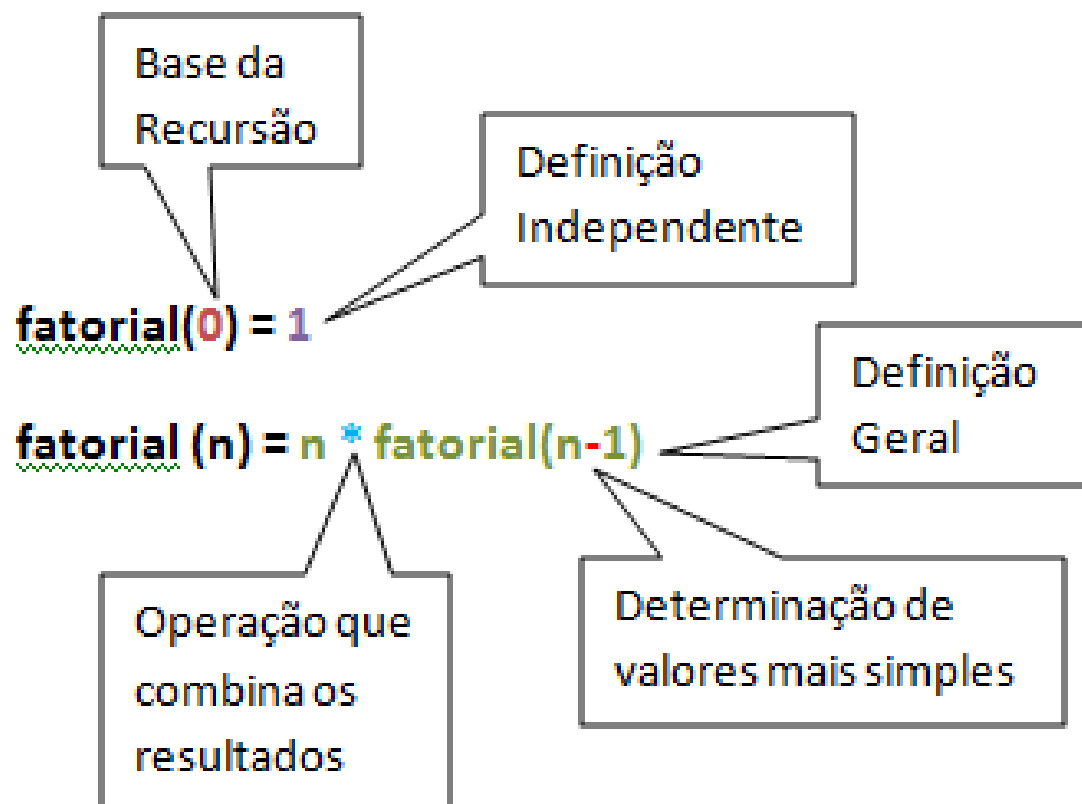 Base da
Recursão
Definição
Independente
fatorial(0) = 1
Definição
Geral
fatorial (n) = n * fatorial(n-1)
Operação que
combina os
resultados
Determinação de
valores mais simples